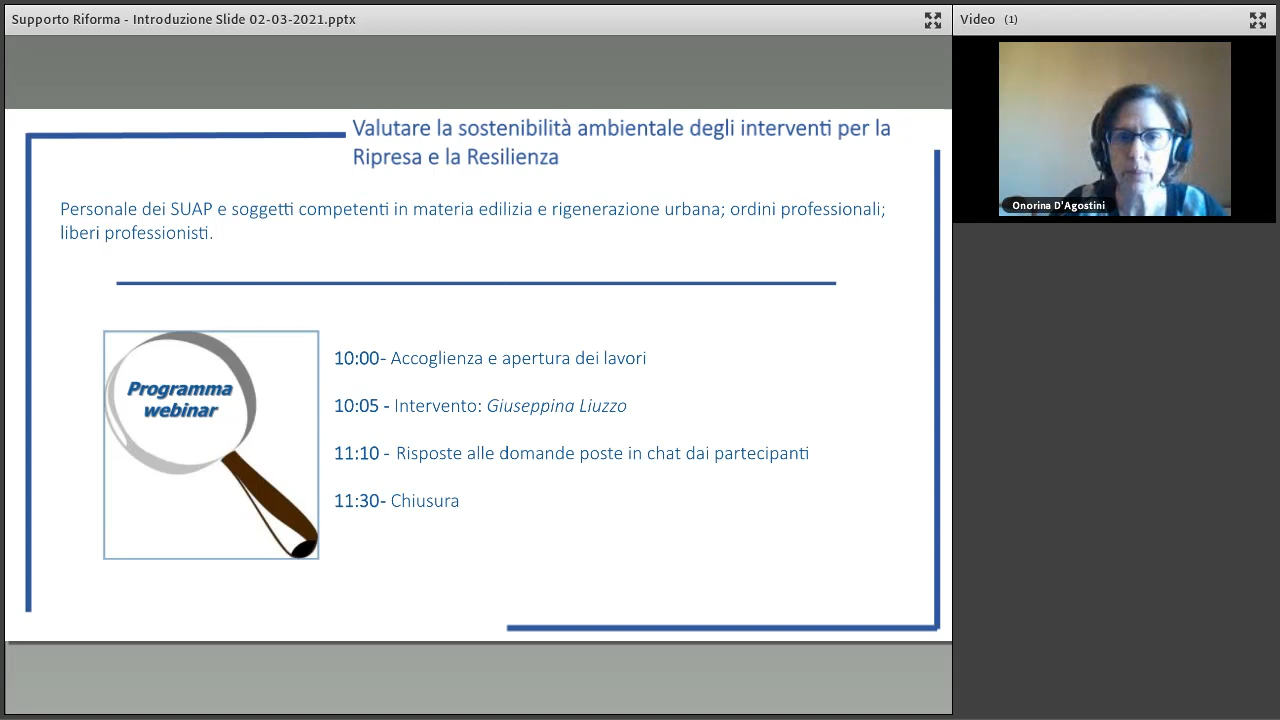 Supporto Riforma - Introduzione Slide 02-03-2021.pptx
Video (1)
Valutare la sostenibilità ambientale degli interventi per la
Ripresa e la Resilienza
Personale dei SUAP e soggetti competenti in materia edilizia e rigenerazione urbana; ordini professionali;
liberi professionisti.
Programma
webinar
10:00- Accoglienza e apertura dei lavori
10:05 - Intervento: Giuseppina Liuzzo
11:10 - Risposte alle domande poste in chat dai partecipanti
11:30- Chiusura
Onorina D'Agostini